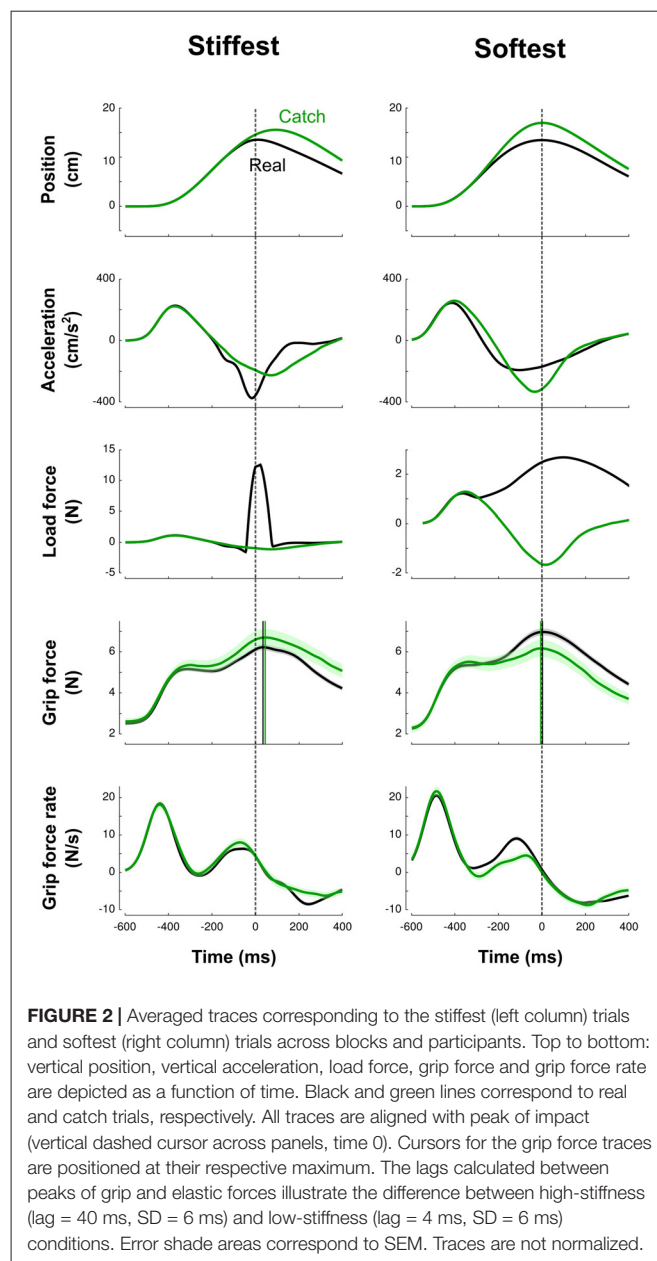 Stiffest
Softest
Position
(cm)
20
10
0
Catch
Real
20
10
0
Acceleration
(cm/s²)
400
0
-400
400
0
-400
Load force
(N)
15
10
5
0
-5
2
0
-2
Grip force
(N)
6
4
2
6
4
2
Grip force rate
(N/s)
20
10
0
-10
20
10
0
-10
-600 -400 -200 0 200 400
-600 -400 -200 0 200 400
Time (ms)
Time (ms)
FIGURE 2 | Averaged traces corresponding to the stiffest (left column) trials
and softest (right column) trials across blocks and participants. Top to bottom:
vertical position, vertical acceleration, load force, grip force and grip force rate
are depicted as a function of time. Black and green lines correspond to real
and catch trials, respectively. All traces are aligned with peak of impact
(vertical dashed cursor across panels, time 0). Cursors for the grip force traces
are positioned at their respective maximum. The lags calculated between
peaks of grip and elastic forces illustrate the difference between high-stiffness
(lag = 40 ms, SD = 6 ms) and low-stiffness (lag = 4 ms, SD = 6 ms)
conditions. Error shade areas correspond to SEM. Traces are not normalized.